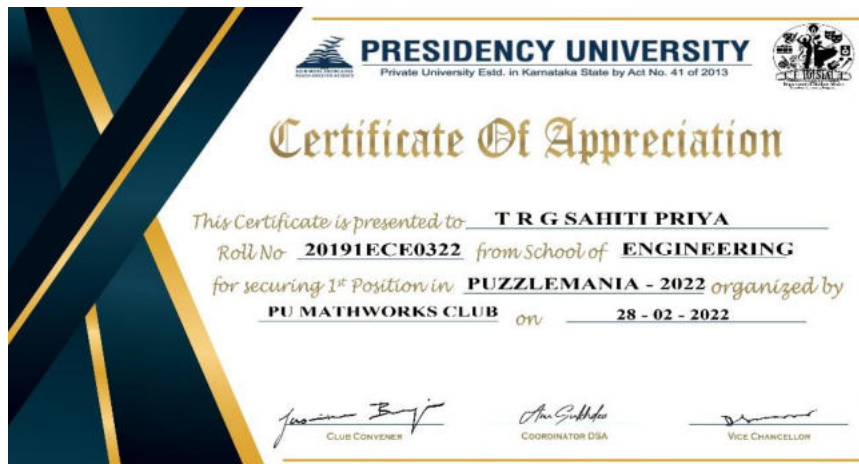 PRESIDENCY UNIVERSITY
Private University Estd. in Karnataka State by Act No. 41 of 2013
Certificate Of Appreciation
This Certificate is presented to T R G SAHITI PRIYA
Roll No 20191ECE0322 from School of ENGINEERING
for securing 1st Position in PUZZLEMANIA - 2022 organized by
PU MATHWORKS CLUB on 28 - 02 - 2022
CLUB CONVENER
COORDINATOR DSA
VICE CHANCELLOR